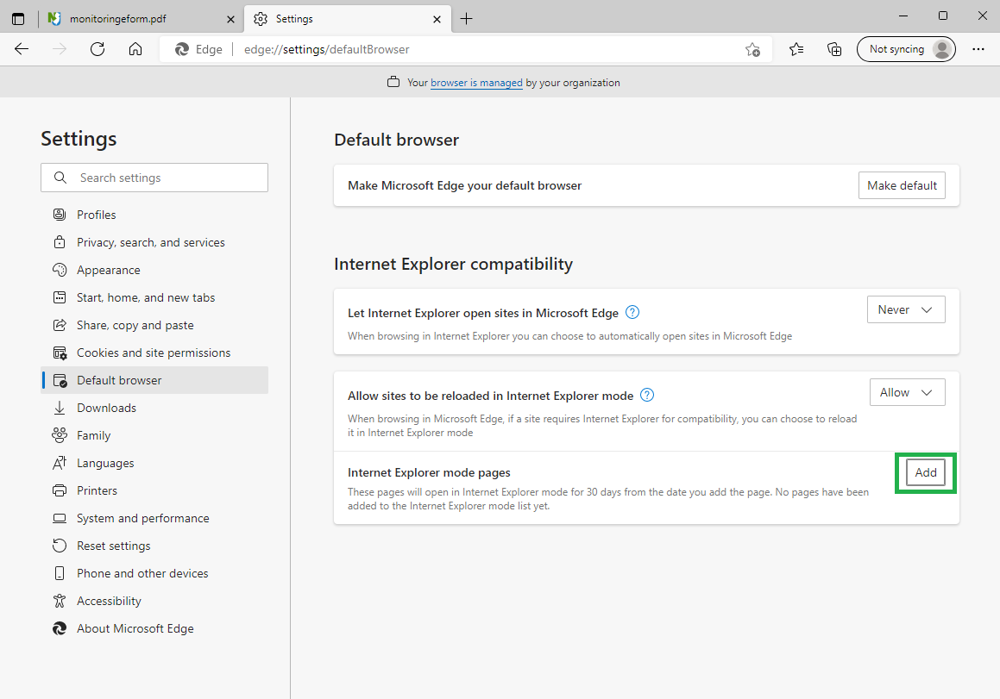 monitoringeform.pdf
Settings
Edge
edge://settings/defaultBrowser
Not syncing
Your browser is managed by your organization
Settings
Search settings
Profiles
Privacy, search, and services
Appearance
Start, home, and new tabs
Share, copy and paste
Cookies and site permissions
Default browser
Downloads
Family
Languages
Printers
System and performance
Reset settings
Phone and other devices
Accessibility
About Microsoft Edge
Default browser
Make Microsoft Edge your default browser
Make default
Internet Explorer compatibility
Let Internet Explorer open sites in Microsoft Edge
Never
When browsing in Internet Explorer you can choose to automatically open sites in Microsoft Edge
Allow sites to be reloaded in Internet Explorer mode
Allow
When browsing in Microsoft Edge, if a site requires Internet Explorer for compatibility, you can choose to reload
it in Internet Explorer mode
Internet Explorer mode pages
Add
These pages will open in Internet Explorer mode for 30 days from the date you add the page. No pages have been
added to the Internet Explorer mode list yet.